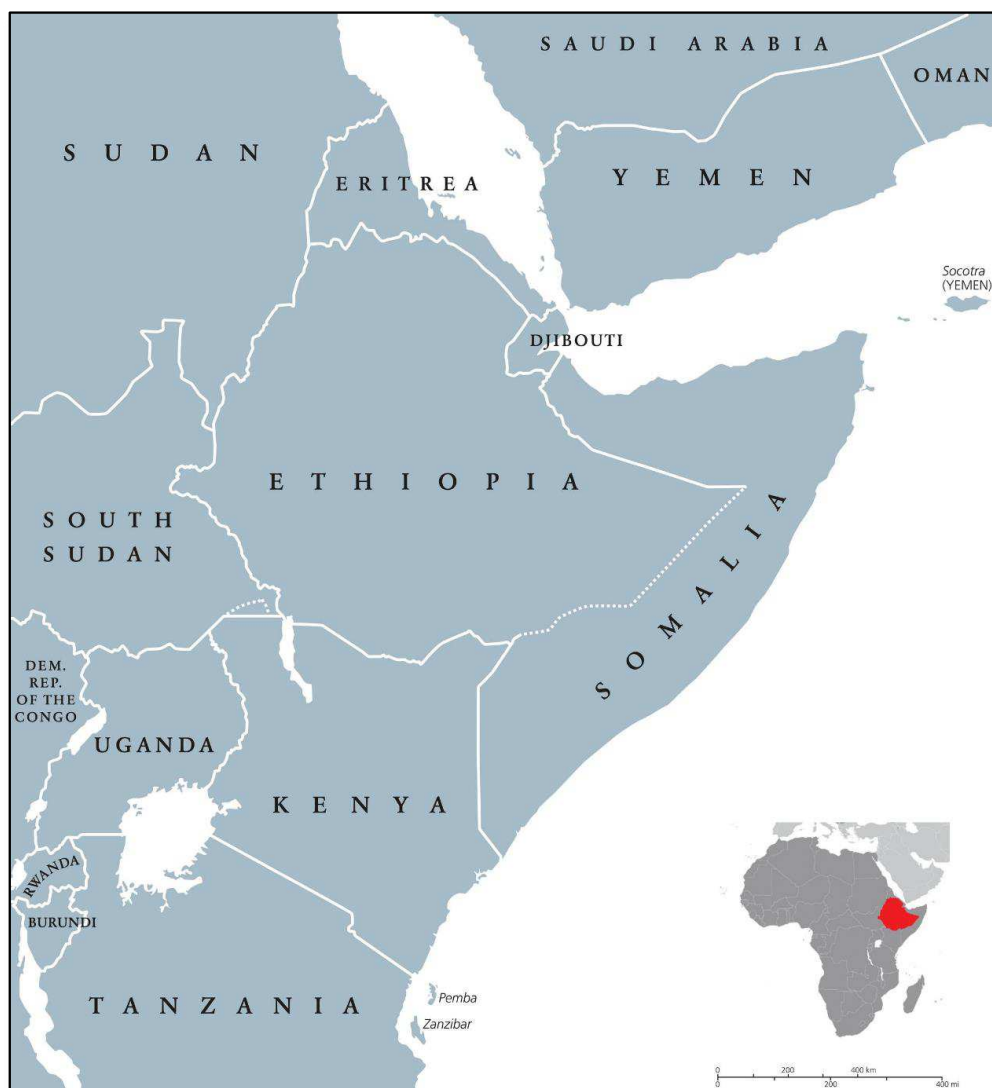 SAUDI ARABIA
OMAN
SUDAN
ERITREA
YEMEN
Socotra
(YEMEN)
DJIBOUTI
ETHIOPIA
SOUTH
SUDAN
SOMALIA
DEM.
REP.
OF THE
CONGO
UGANDA
KENYA
RWANDA
BURUNDI
TANZANIA
Pemba
Zanzibar
0 200 400 km
0 200 400 mi